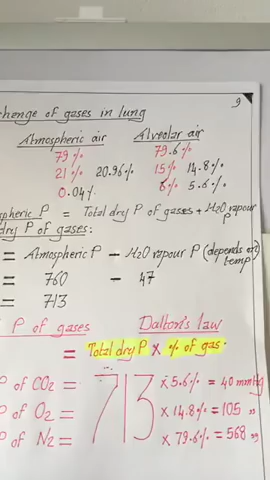 9
change of gases in lung
Atmospheric air Alveolar air
79% 79.6%
21% 20.96% 15% 14.8%
0.04% 6% 5.6%
spheric P = Total dry P of gases + H2O vapour P
dry P of gases:
= Atmospheric P - H2O vapour P (depends on temp)
= 760 - 47
= 713
P of gases Dalton's law
= Total dry P x % of gas.
P of CO2 = 713 x 5.6% = 40 mmHg
P of O2 = x 14.8% = 105 "
P of N2 = x 79.6% = 568 "